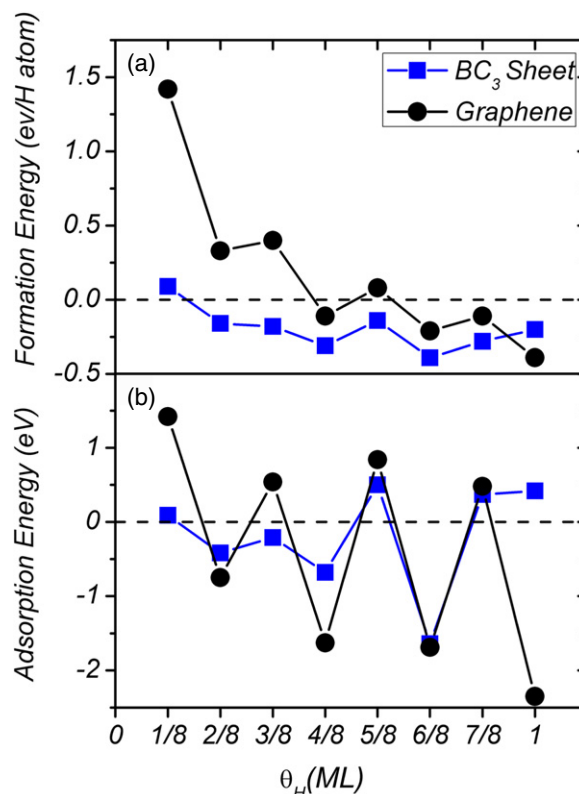 (a)
BC₃ Sheet
Graphene
Formation Energy (ev/H atom)
1.5
1.0
0.5
0.0
-0.5
(b)
Adsorption Energy (eV)
1
0
-1
-2
0 1/8 2/8 3/8 4/8 5/8 6/8 7/8 1
θ_H(ML)